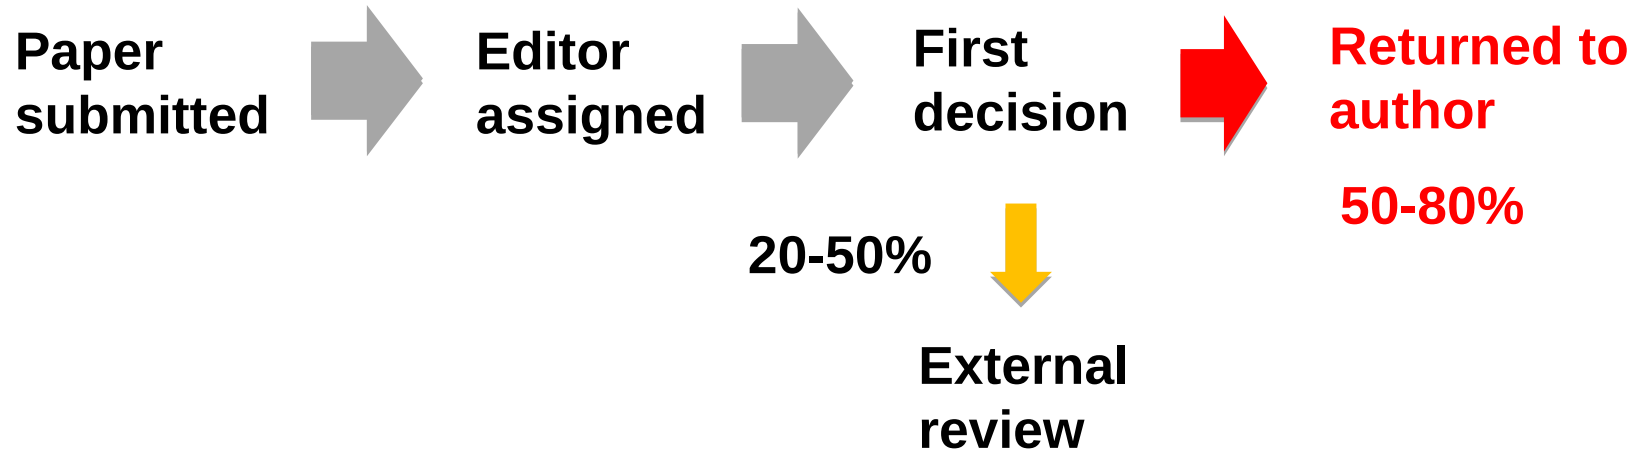 Paper
submitted
Editor
assigned
First
decision
Returned to
author
50-80%
20-50%
External
review